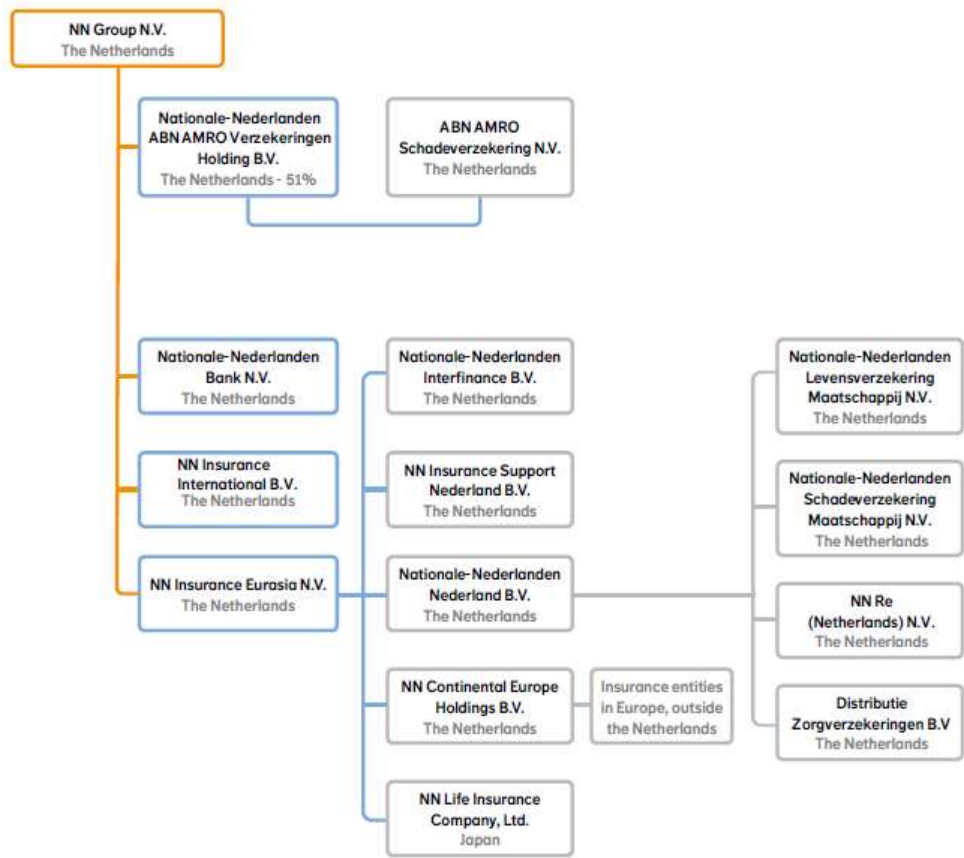 NN Group N.V.
The Netherlands
Nationale-Nederlanden
ABN AMRO Verzekeringen
Holding B.V.
The Netherlands - 51%
ABN AMRO
Schadeverzekering N.V.
The Netherlands
Nationale-Nederlanden
Bank N.V.
The Netherlands
NN Insurance
International B.V.
The Netherlands
NN Insurance Eurasia N.V.
The Netherlands
Nationale-Nederlanden
Interfinance B.V.
The Netherlands
NN Insurance Support
Nederland B.V.
The Netherlands
Nationale-Nederlanden
Nederland B.V.
The Netherlands
NN Continental Europe
Holdings B.V.
The Netherlands
Insurance entities
in Europe, outside
the Netherlands
NN Life Insurance
Company, Ltd.
Japan
Nationale-Nederlanden
Levensverzekering
Maatschappij N.V.
The Netherlands
Nationale-Nederlanden
Schadeverzekering
Maatschappij N.V.
The Netherlands
NN Re
(Netherlands) N.V.
The Netherlands
Distributie
Zorgverzekeringen B.V
The Netherlands